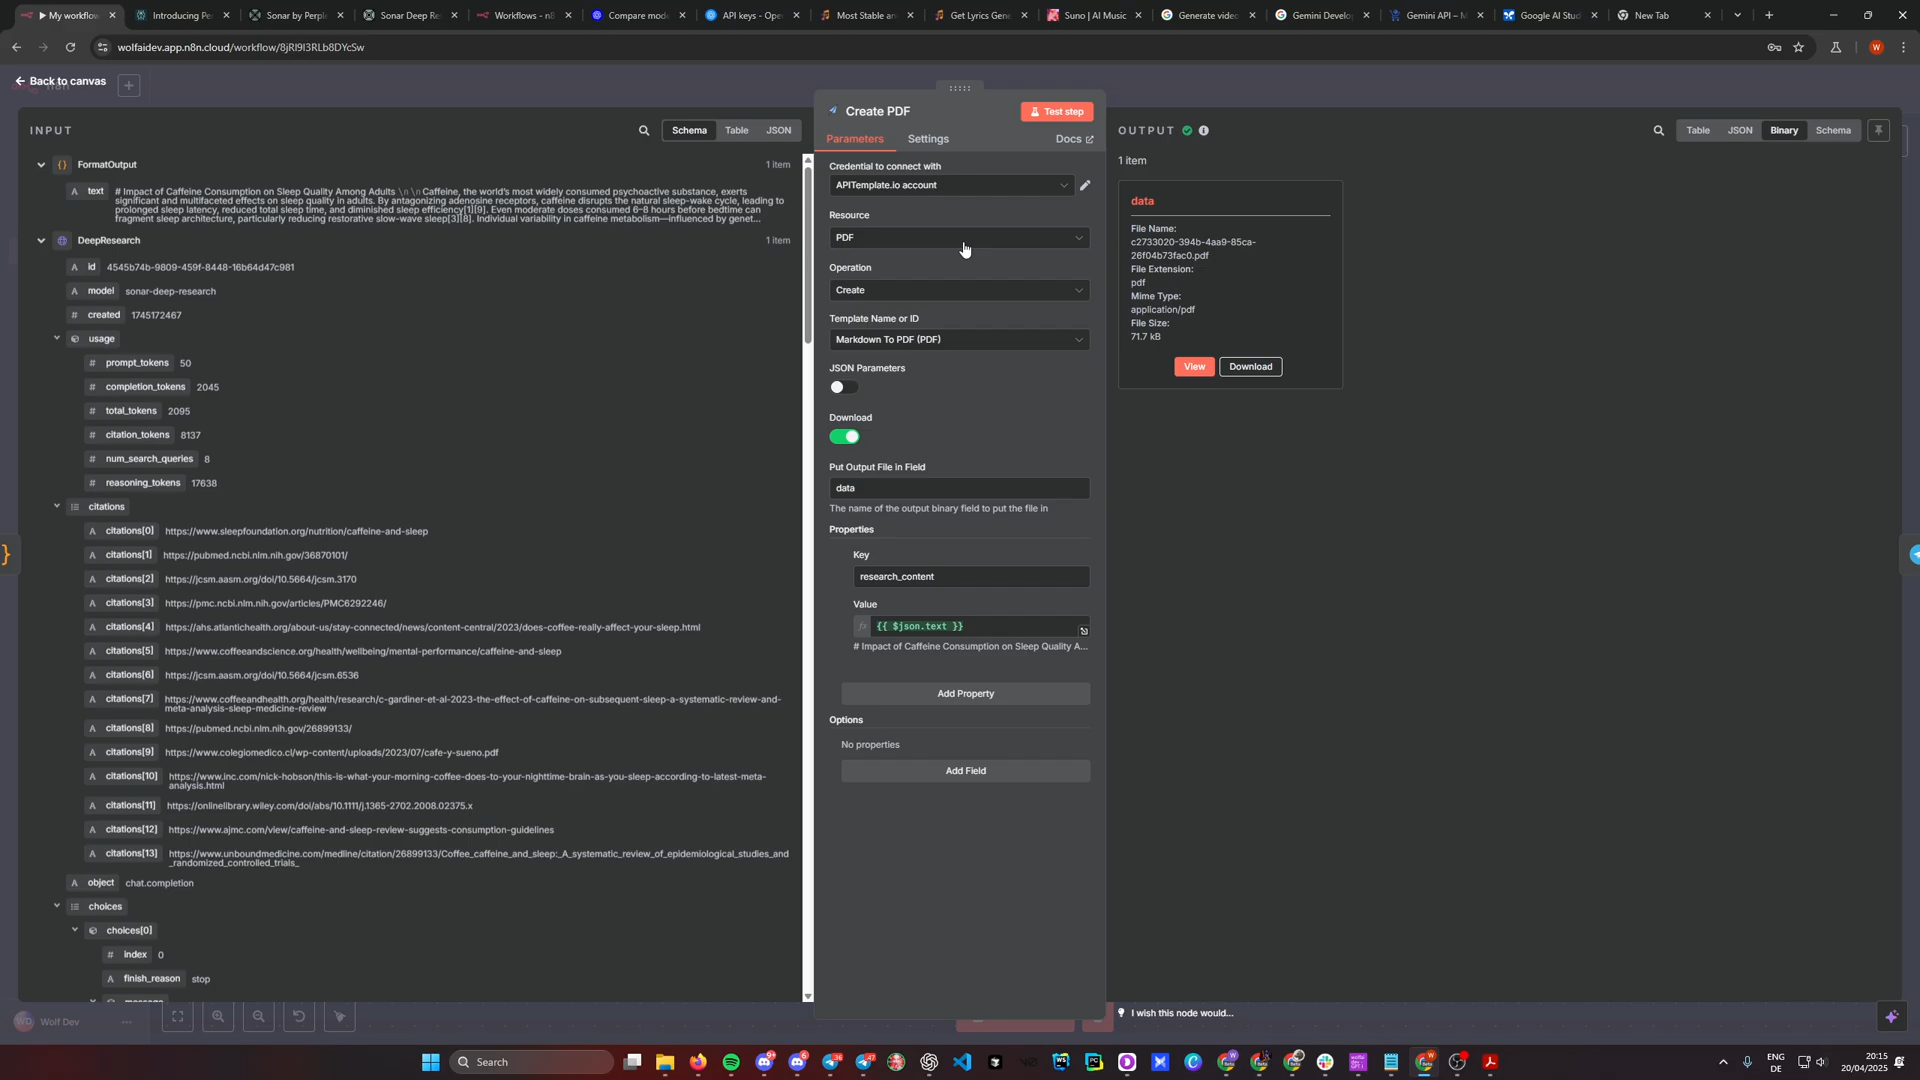 My workflow
Introducing Pe
Sonar by Perpl
Sonar Deep Re
Workflows - n8
Compare mod
API keys - Ope
Most Stable an
Get Lyrics Gene
Suno | AI Music
Generate video
Gemini Develo
Gemini API – M
Google AI Stud
New Tab
wolfaidev.app.n8n.cloud/workflow/8jRI9I3RLb8DYcSw
W
Back to canvas
INPUT
Schema
Table
JSON
FormatOutput
1 item
A text # Impact of Caffeine Consumption on Sleep Quality Among Adults \n \n Caffeine, the world's most widely consumed psychoactive substance, exerts
significant and multifaceted effects on sleep quality in adults. By antagonizing adenosine receptors, caffeine disrupts the natural sleep-wake cycle, leading to
prolonged sleep latency, reduced total sleep time, and diminished sleep efficiency[1][9]. Even moderate doses consumed 6–8 hours before bedtime can
fragment sleep architecture, particularly reducing restorative slow-wave sleep[3][8]. Individual variability in caffeine metabolism—influenced by genet...
DeepResearch
1 item
A id 4545b74b-9809-459f-8448-16b64d47c981
A model sonar-deep-research
A created 1745172467
usage
# prompt_tokens 50
# completion_tokens 2045
# total_tokens 2095
# citation_tokens 8137
# num_search_queries 8
# reasoning_tokens 17638
citations
A citations[0] https://www.sleepfoundation.org/nutrition/caffeine-and-sleep
A citations[1] https://pubmed.ncbi.nlm.nih.gov/36870101/
A citations[2] https://jcsm.aasm.org/doi/10.5664/jcsm.3170
A citations[3] https://pmc.ncbi.nlm.nih.gov/articles/PMC6292246/
A citations[4] https://ahs.atlantichealth.org/about-us/stay-connected/news/content-central/2023/does-coffee-really-affect-your-sleep.html
A citations[5] https://www.coffeeandscience.org/health/wellbeing/mental-performance/caffeine-and-sleep
A citations[6] https://jcsm.aasm.org/doi/10.5664/jcsm.6536
A citations[7] https://www.coffeeandhealth.org/health/research/c-gardiner-et-al-2023-the-effect-of-caffeine-on-subsequent-sleep-a-systematic-review-and-
meta-analysis-sleep-medicine-review
A citations[8] https://pubmed.ncbi.nlm.nih.gov/26899133/
A citations[9] https://www.colegiomedico.cl/wp-content/uploads/2023/07/cafe-y-sueno.pdf
A citations[10] https://www.inc.com/nick-hobson/this-is-what-your-morning-coffee-does-to-your-nighttime-brain-as-you-sleep-according-to-latest-meta-
analysis.html
A citations[11] https://onlinelibrary.wiley.com/doi/abs/10.1111/j.1365-2702.2008.02375.x
A citations[12] https://www.ajmc.com/view/caffeine-and-sleep-review-suggests-consumption-guidelines
A citations[13] https://www.unboundmedicine.com/medline/citation/26899133/Coffee_caffeine_and_sleep:_A_systematic_review_of_epidemiological_studies_and
_randomized_controlled_trials_
A object chat.completion
choices
choices[0]
# index 0
A finish_reason stop
Create PDF
Test step
Parameters
Settings
Docs
Credential to connect with
APITemplate.io account
Resource
PDF
Operation
Create
Template Name or ID
Markdown To PDF (PDF)
JSON Parameters
Download
Put Output File in Field
data
The name of the output binary field to put the file in
Properties
Key
research_content
Value
fx {{ $json.text }}
# Impact of Caffeine Consumption on Sleep Quality A...
Add Property
Options
No properties
Add Field
OUTPUT
Table
JSON
Binary
Schema
1 item
data
File Name:
c2733020-394b-4aa9-85ca-
26f04b73fac0.pdf
File Extension:
pdf
Mime Type:
application/pdf
File Size:
71.7 kB
View
Download
I wish this node would...
WD Wolf Dev
Search
ENG
DE
20:15
20/04/2025